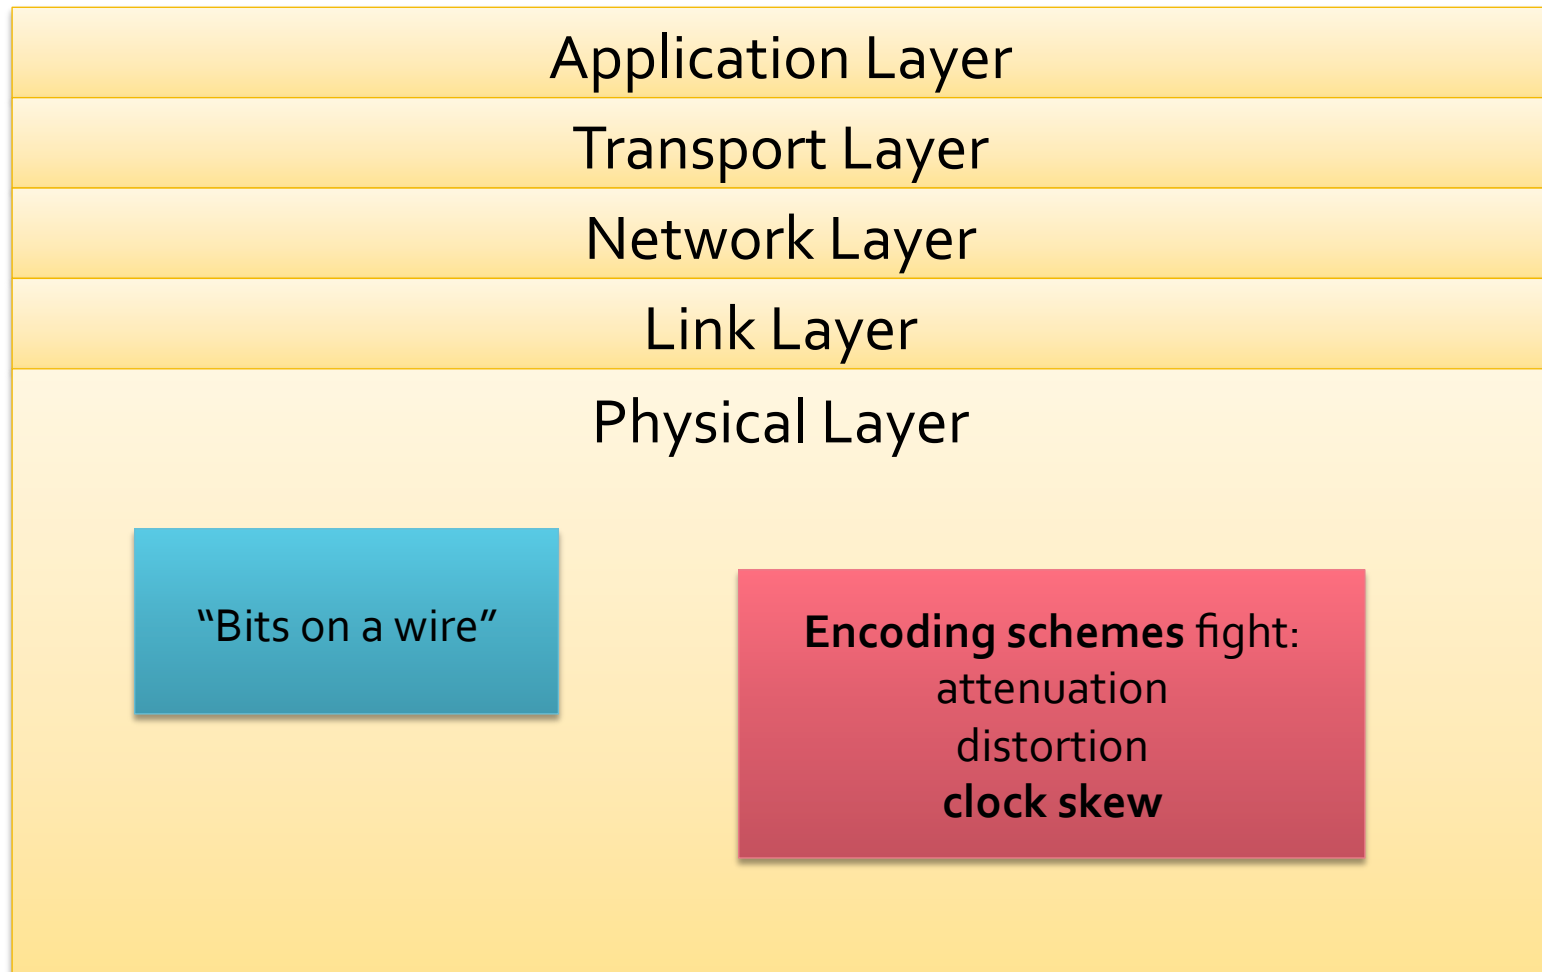 Application Layer
Transport Layer
Network Layer
Link Layer
Physical Layer
“Bits on a wire”
Encoding schemes fight:
attenuation
distortion
clock skew